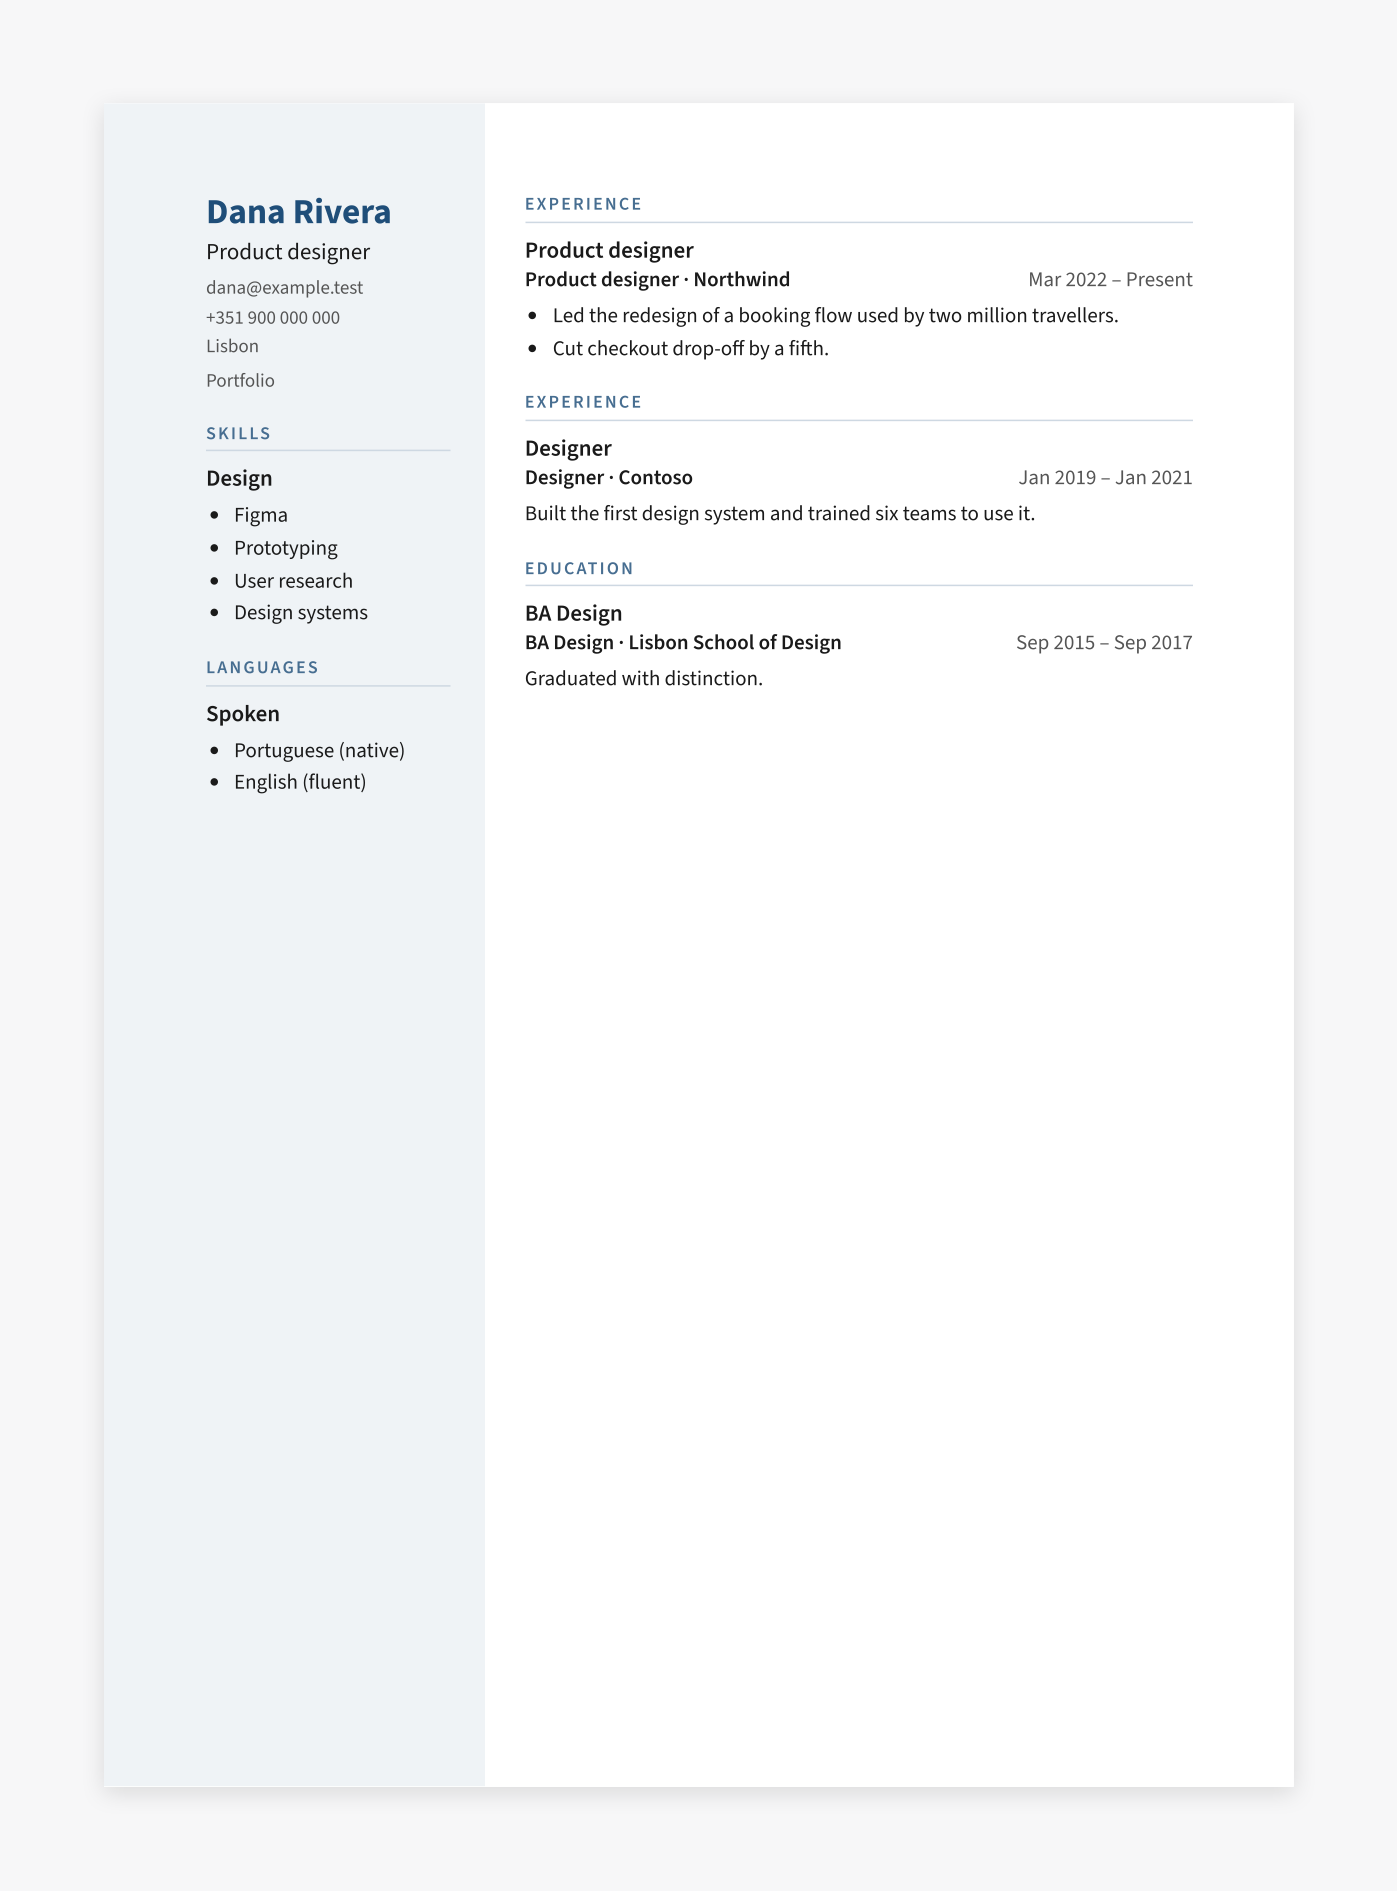 Dana Rivera
Product designer
dana@example.test
+351 900 000 000
Lisbon
Portfolio
SKILLS
Design
• Figma
• Prototyping
• User research
• Design systems
LANGUAGES
Spoken
• Portuguese (native)
• English (fluent)
EXPERIENCE
Product designer
Product designer · Northwind Mar 2022 – Present
• Led the redesign of a booking flow used by two million travellers.
• Cut checkout drop-off by a fifth.
EXPERIENCE
Designer
Designer · Contoso Jan 2019 – Jan 2021
Built the first design system and trained six teams to use it.
EDUCATION
BA Design
BA Design · Lisbon School of Design Sep 2015 – Sep 2017
Graduated with distinction.